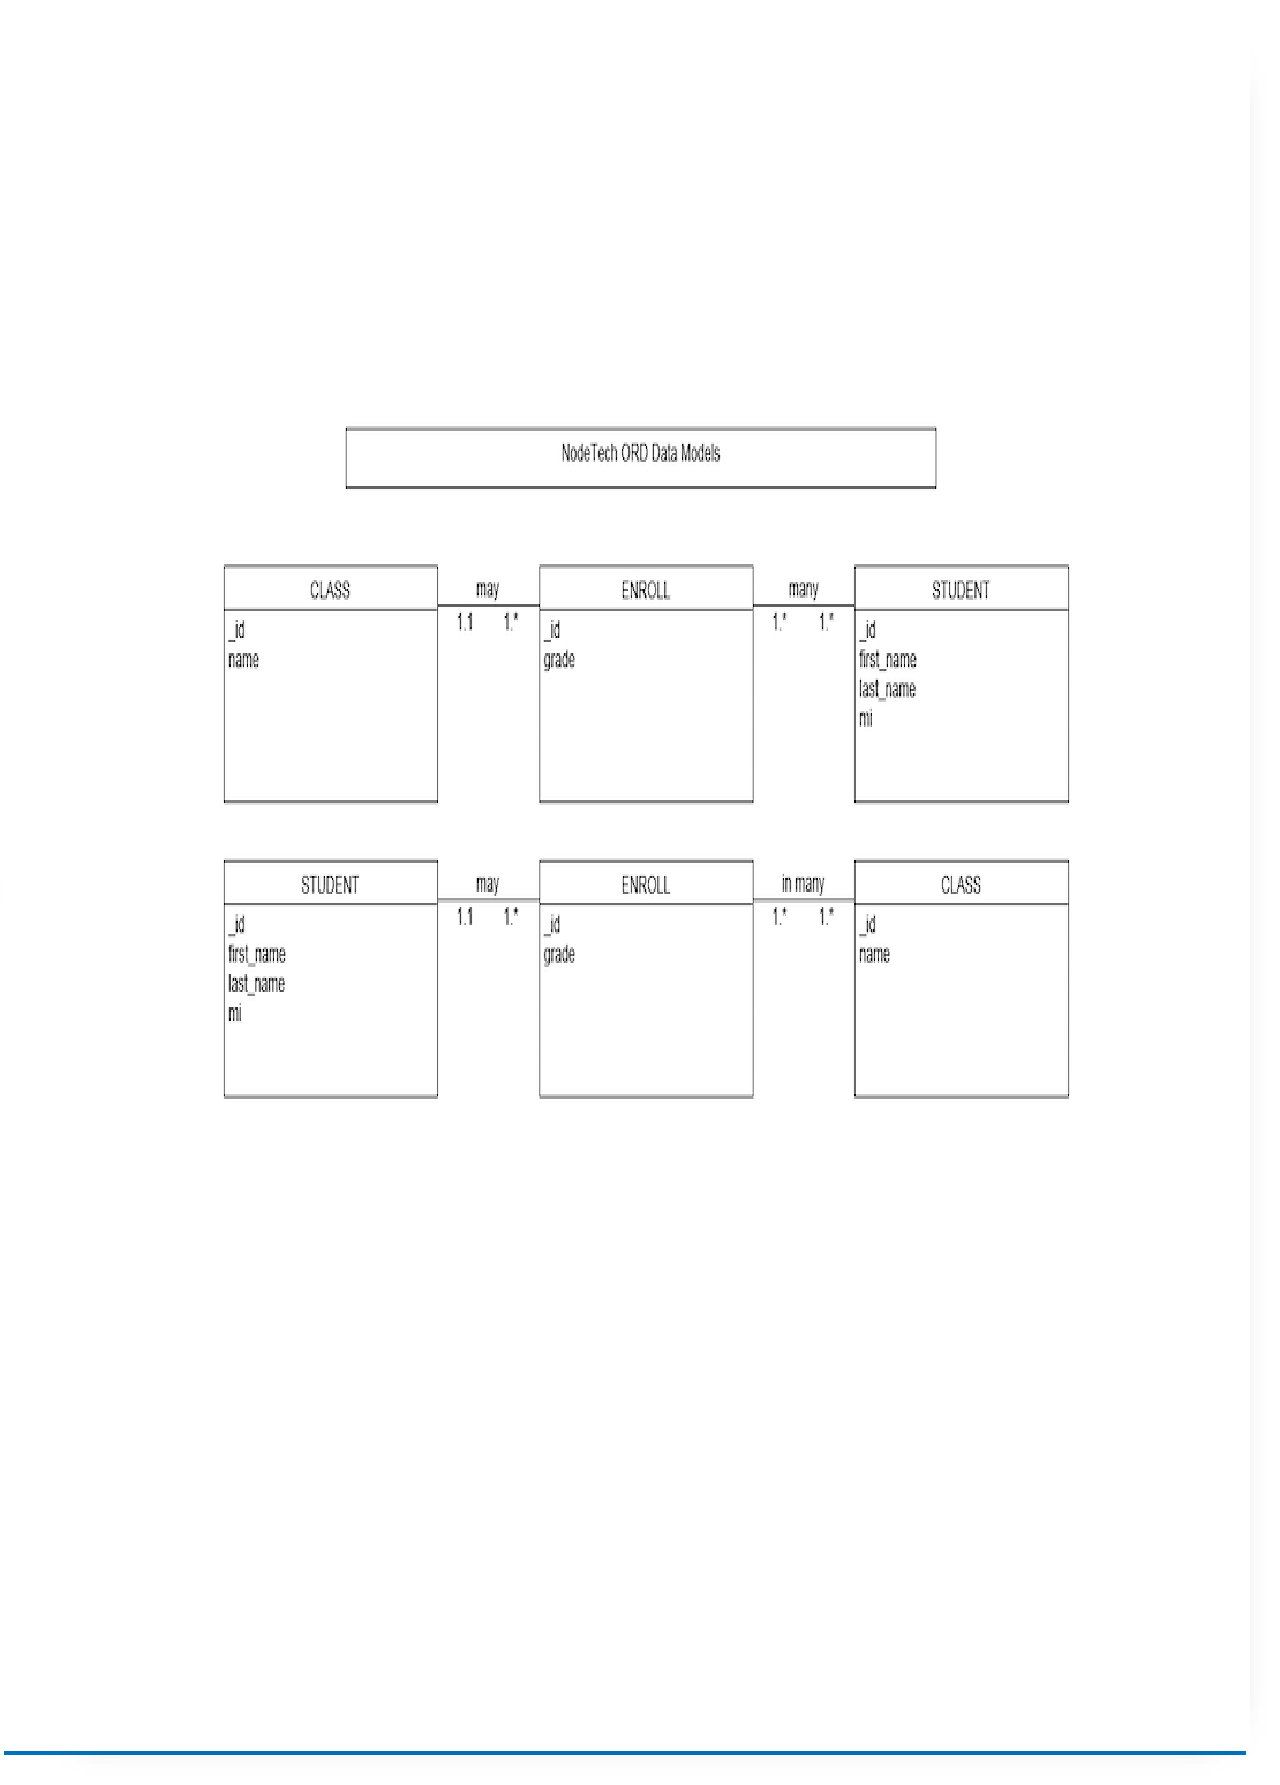 NodeTech ORD Data Models
CLASS may ENROLL many STUDENT
1.1 1.* 1.* 1.*
_id _id _id
name grade first_name
last_name
mi
STUDENT may ENROLL in many CLASS
1.1 1.* 1.* 1.*
_id _id _id
first_name grade name
last_name
mi